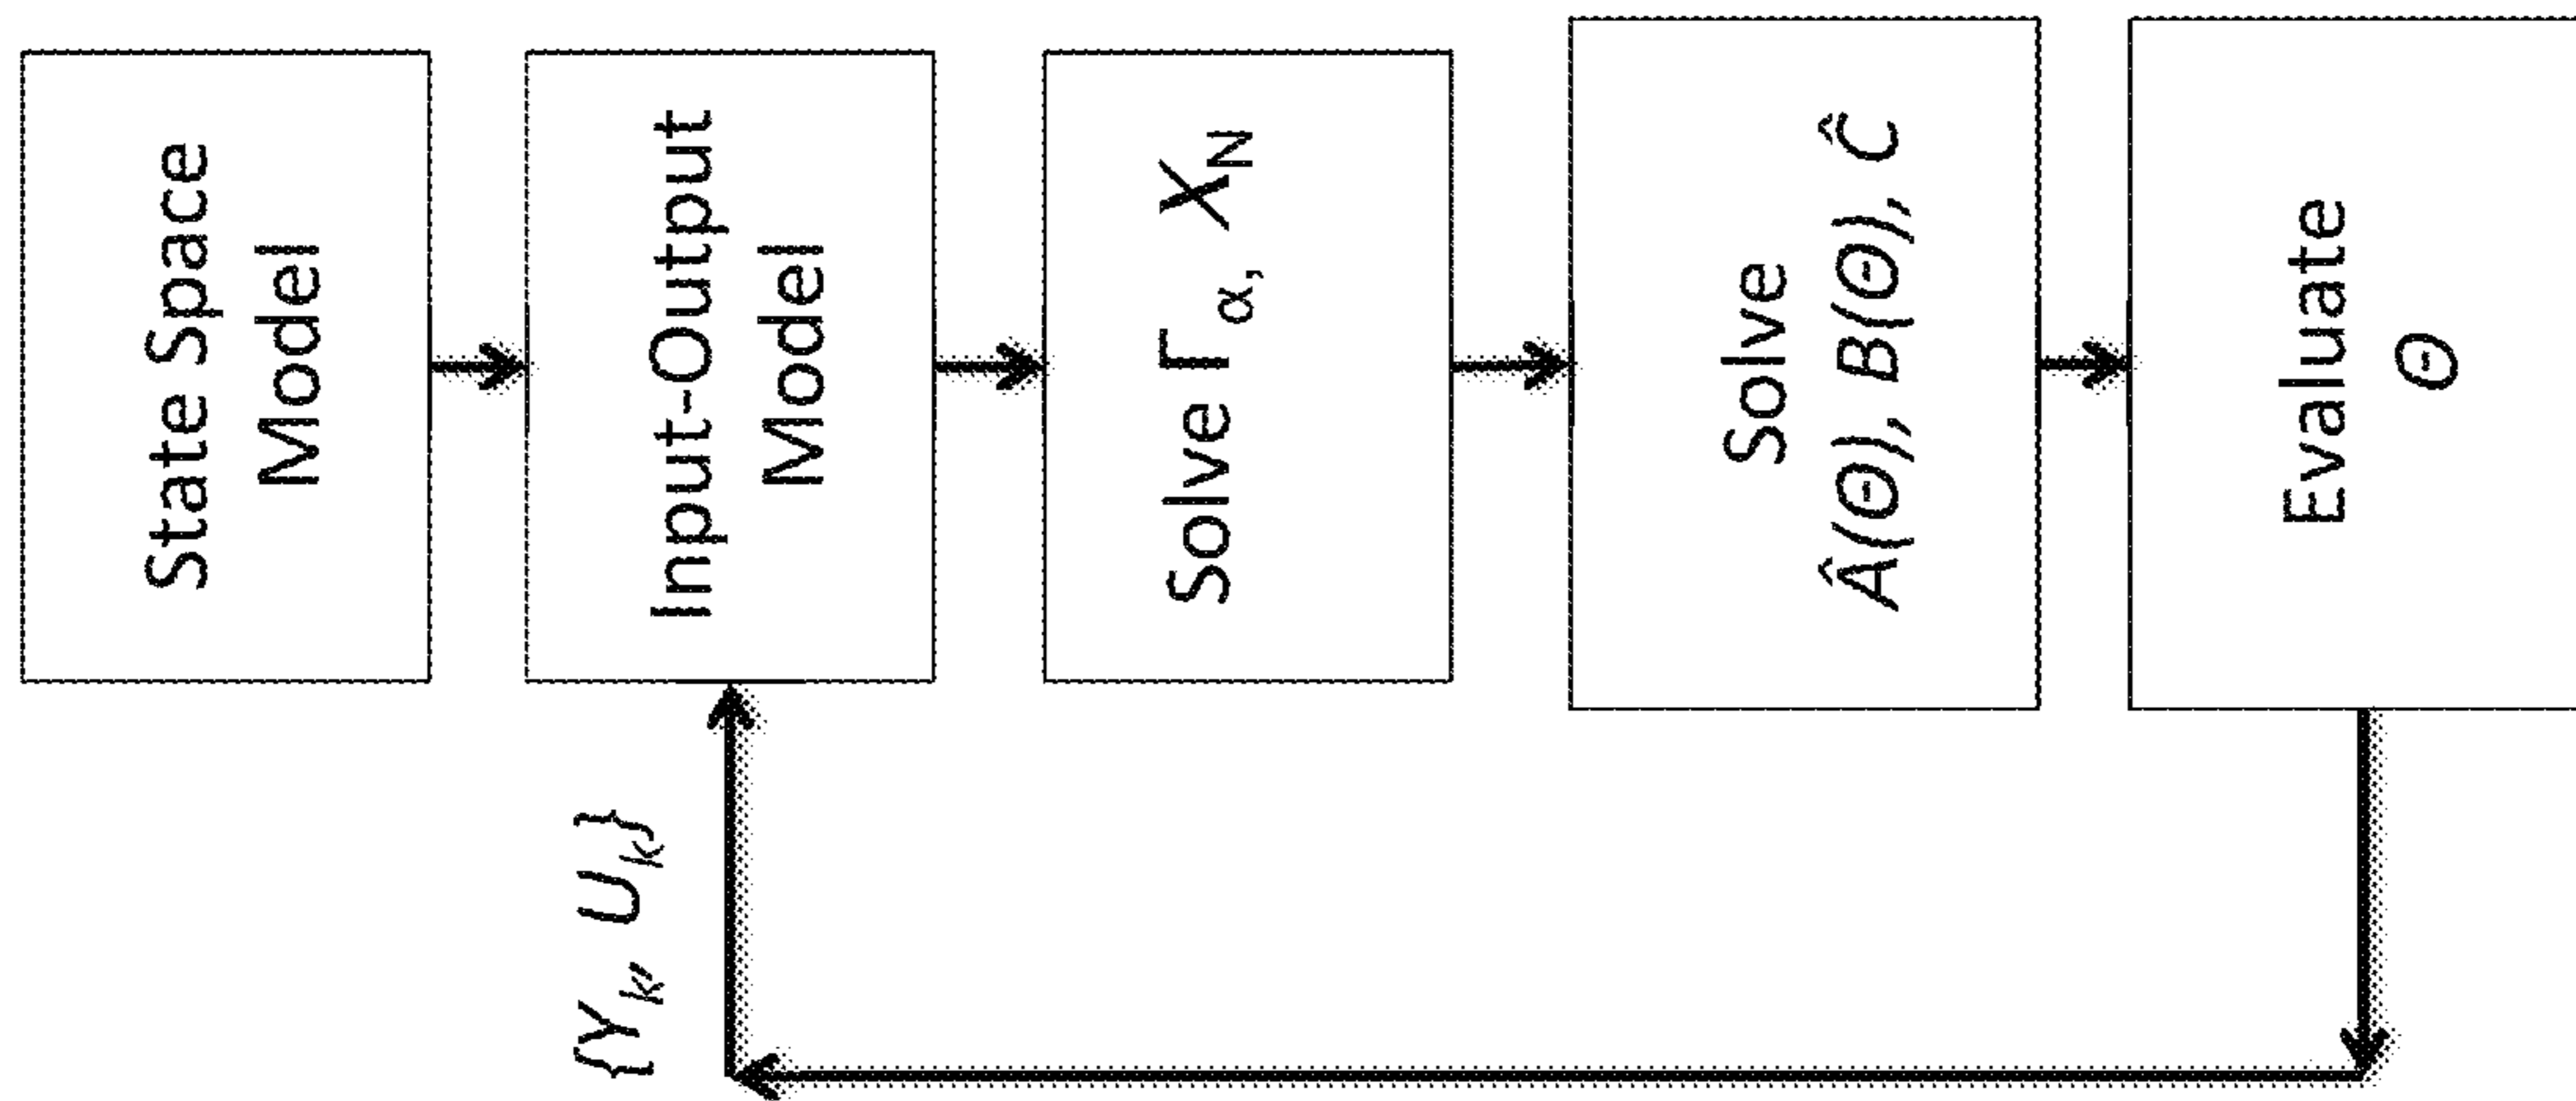 State Space
Model
Input-Output
Model
{Yk, Uk}
Solve Γα, XN
Solve
Â(Θ), B(Θ), Ĉ
Evaluate
Θ